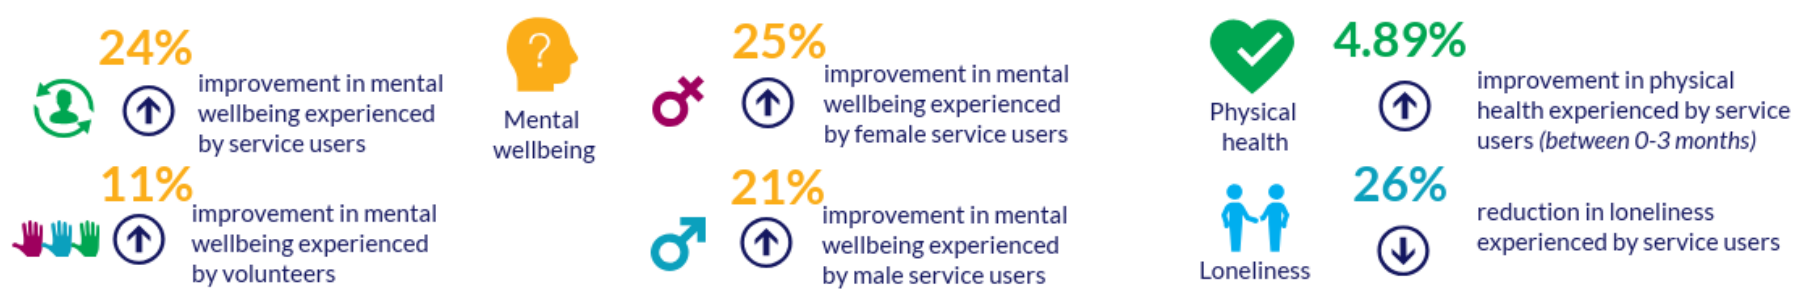 24%
improvement in mental
wellbeing experienced
by service users
11%
improvement in mental
wellbeing experienced
by volunteers
?
Mental
wellbeing
25%
improvement in mental
wellbeing experienced
by female service users
21%
improvement in mental
wellbeing experienced
by male service users
Physical
health
4.89%
improvement in physical
health experienced by service
users (between 0-3 months)
Loneliness
26%
reduction in loneliness
experienced by service users